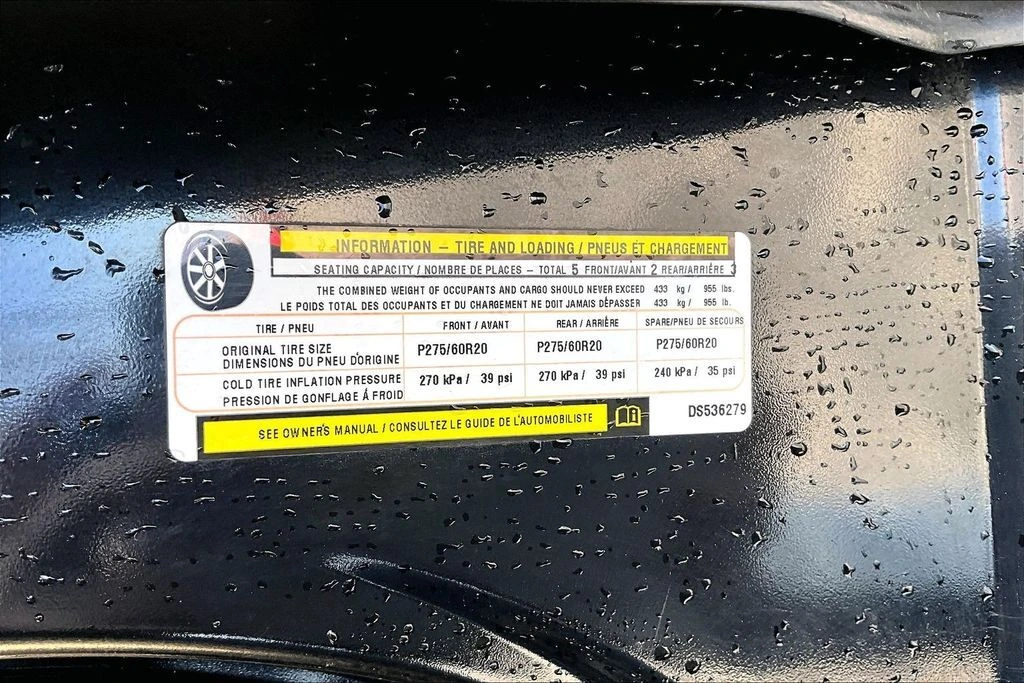 INFORMATION – TIRE AND LOADING / PNEUS ET CHARGEMENT
SEATING CAPACITY / NOMBRE DE PLACES – TOTAL 5 FRONT/AVANT 2 REAR/ARRIÈRE 3
THE COMBINED WEIGHT OF OCCUPANTS AND CARGO SHOULD NEVER EXCEED 433 kg / 955 lbs.
LE POIDS TOTAL DES OCCUPANTS ET DU CHARGEMENT NE DOIT JAMAIS DÉPASSER 433 kg / 955 lb.
TIRE / PNEU FRONT / AVANT REAR / ARRIÈRE SPARE/PNEU DE SECOURS
ORIGINAL TIRE SIZE
DIMENSIONS DU PNEU D'ORIGINE P275/60R20 P275/60R20 P275/60R20
COLD TIRE INFLATION PRESSURE 270 kPa / 39 psi 270 kPa / 39 psi 240 kPa / 35 psi
PRESSION DE GONFLAGE À FROID
SEE OWNER'S MANUAL / CONSULTEZ LE GUIDE DE L'AUTOMOBILISTE
DS536279